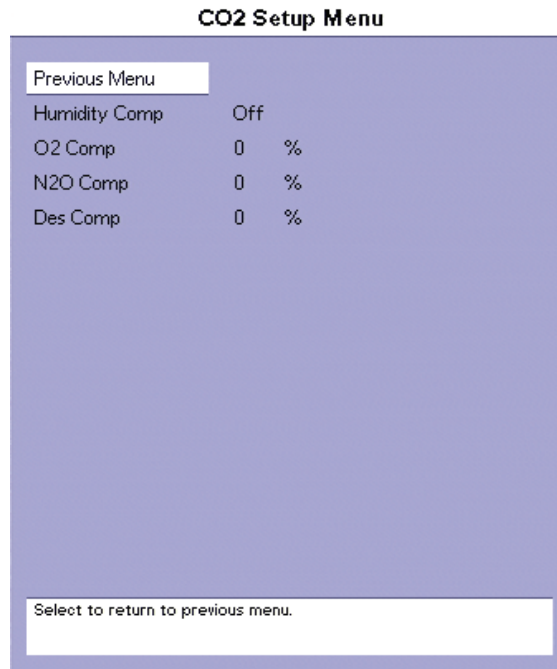 CO2 Setup Menu
Previous Menu
Humidity Comp Off
O2 Comp 0 %
N2O Comp 0 %
Des Comp 0 %
Select to return to previous menu.